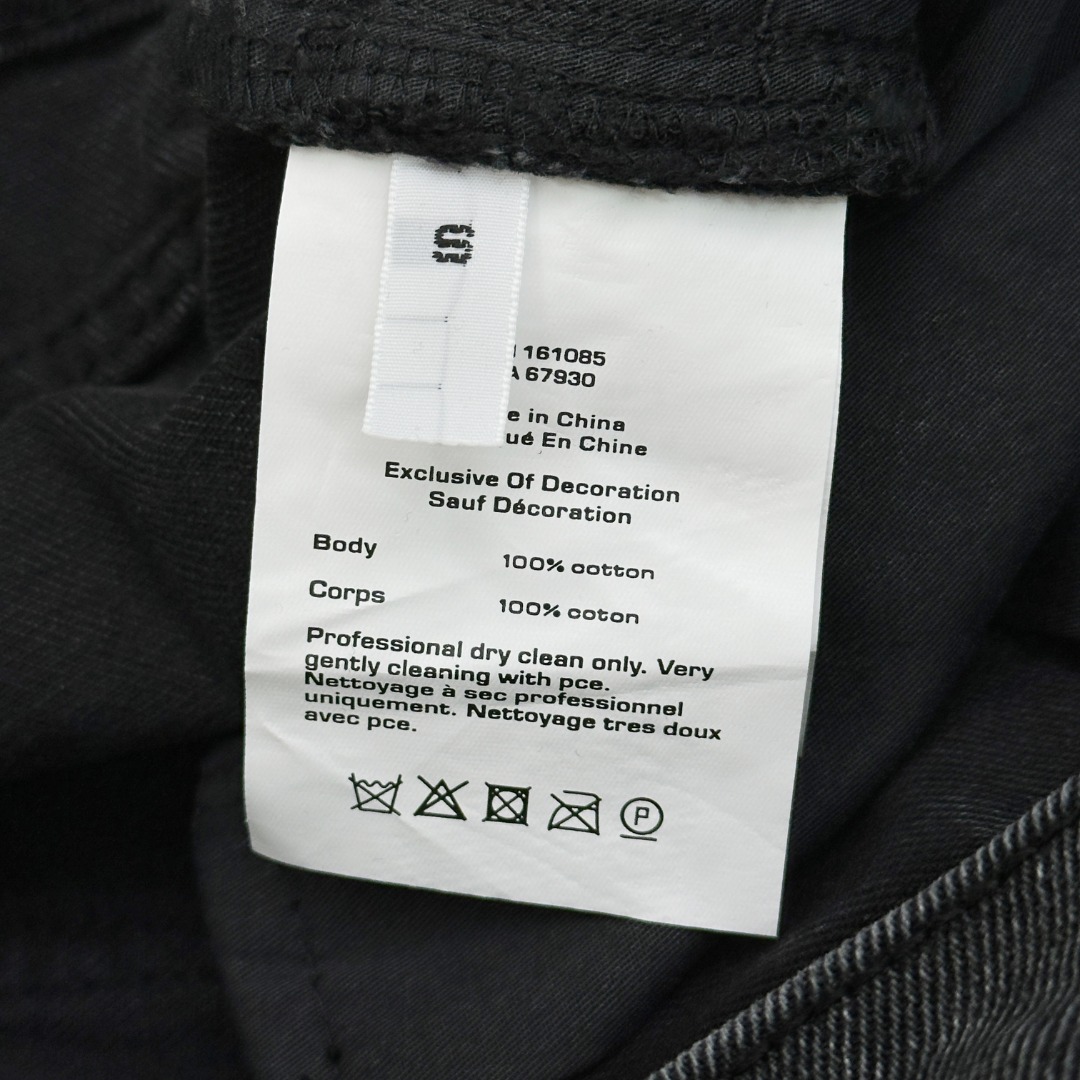 S
161085
67930
in China
En Chine
Exclusive Of Decoration
Sauf Décoration
Body 100% cotton
Corps 100% coton
Professional dry clean only. Very
gently cleaning with pce.
Nettoyage à sec professionnel
uniquement. Nettoyage tres doux
avec pce.
P